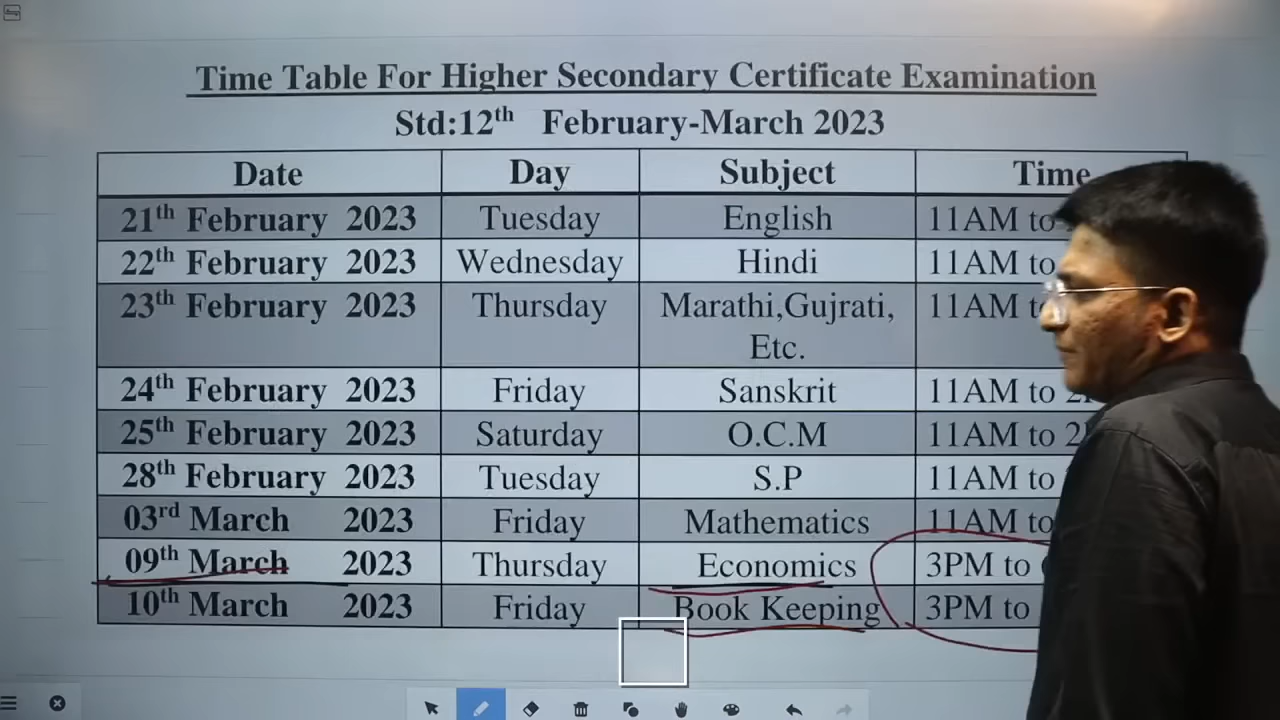 Time Table For Higher Secondary Certificate Examination
Std:12th February-March 2023
Date Day Subject Time
21th February 2023 Tuesday English 11AM to
22th February 2023 Wednesday Hindi 11AM to
23th February 2023 Thursday Marathi,Gujrati, 11AM
Etc.
24th February 2023 Friday Sanskrit 11AM to
25th February 2023 Saturday O.C.M 11AM to 2
28th February 2023 Tuesday S.P 11AM to
03rd March 2023 Friday Mathematics 11AM to
09th March 2023 Thursday Economics 3PM to
10th March 2023 Friday Book Keeping 3PM to